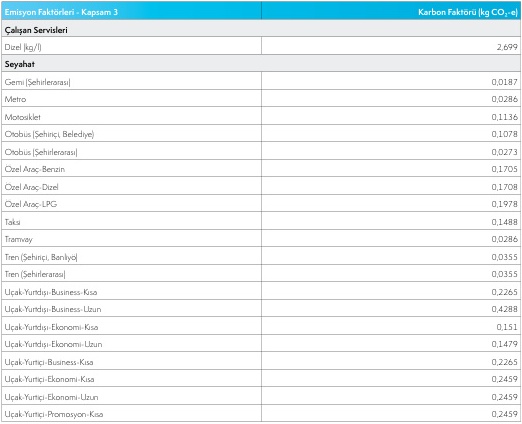 Emisyon Faktörleri - Kapsam 3 Karbon Faktörü (kg CO₂-e)
Çalışan Servisleri
Dizel (kg/l) 2,699
Seyahat
Gemi (Şehirlerarası) 0,0187
Metro 0,0286
Motosiklet 0,1136
Otobüs (Şehiriçi, Belediye) 0,1078
Otobüs (Şehirlerarası) 0,0273
Özel Araç-Benzin 0,1705
Özel Araç-Dizel 0,1708
Özel Araç-LPG 0,1978
Taksi 0,1488
Tramvay 0,0286
Tren (Şehiriçi, Banliyö) 0,0355
Tren (Şehirlerarası) 0,0355
Uçak-Yurtdışı-Business-Kısa 0,2265
Uçak-Yurtdışı-Business-Uzun 0,4288
Uçak-Yurtdışı-Ekonomi-Kısa 0,151
Uçak-Yurtdışı-Ekonomi-Uzun 0,1479
Uçak-Yurtiçi-Business-Kısa 0,2265
Uçak-Yurtiçi-Ekonomi-Kısa 0,2459
Uçak-Yurtiçi-Ekonomi-Uzun 0,2459
Uçak-Yurtiçi-Promosyon-Kısa 0,2459